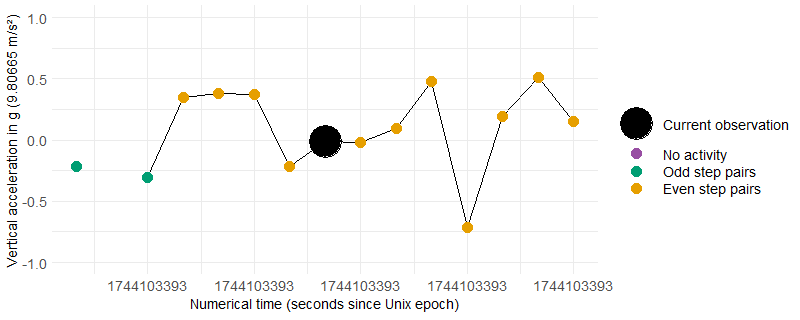 Vertical acceleration in g (9.80665 m/s²)
1.0
0.5
0.0
-0.5
-1.0
1744103393 1744103393 1744103393 1744103393 1744103393
Numerical time (seconds since Unix epoch)
Current observation
No activity
Odd step pairs
Even step pairs